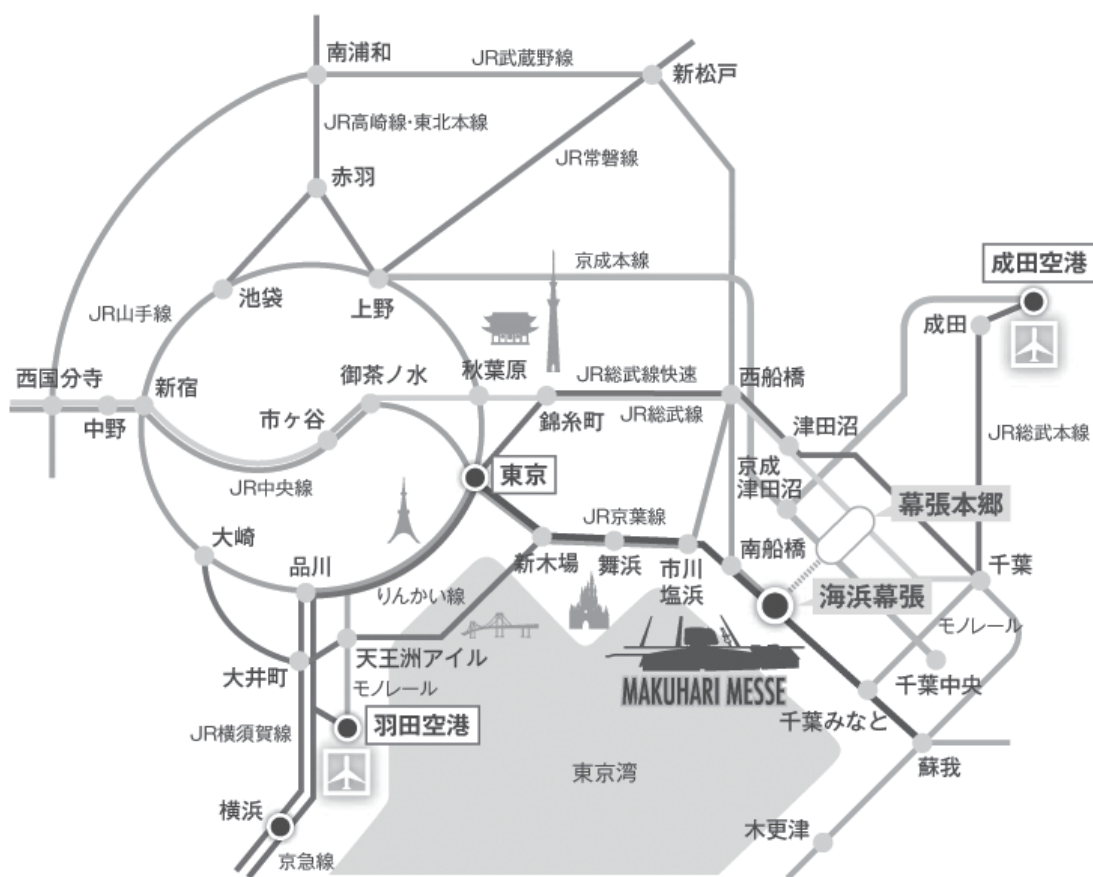 南浦和
JR武蔵野線
新松戸
JR高崎線・東北本線
JR常磐線
赤羽
京成本線
成田空港
池袋
上野
成田
JR山手線
西国分寺
新宿
御茶ノ水
秋葉原
JR総武線快速
西船橋
中野
市ヶ谷
錦糸町
JR総武線
津田沼
JR総武本線
JR中央線
東京
京成
津田沼
幕張本郷
大崎
品川
新木場
JR京葉線
舞浜
市川
塩浜
南船橋
海浜幕張
千葉
りんかい線
モノレール
大井町
天王洲アイル
MAKUHARI MESSE
千葉中央
モノレール
千葉みなと
JR横須賀線
羽田空港
蘇我
東京湾
横浜
木更津
京急線